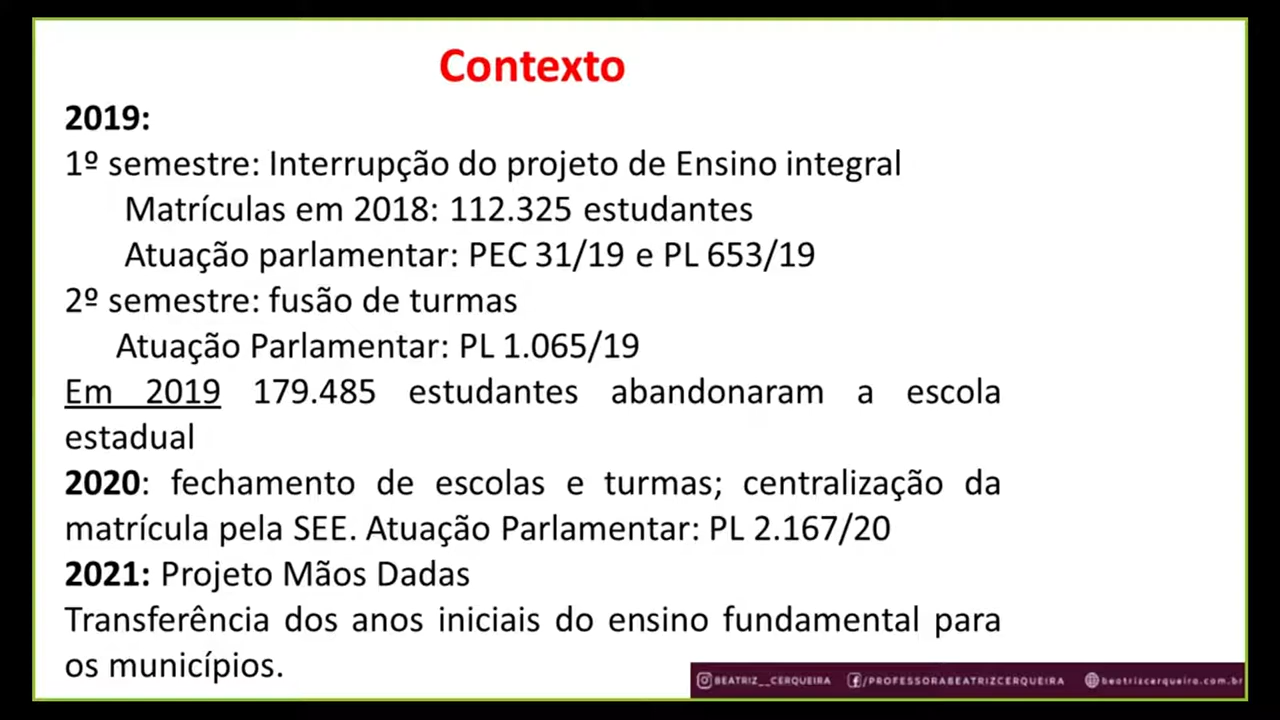 Contexto
2019:
1º semestre: Interrupção do projeto de Ensino integral
Matrículas em 2018: 112.325 estudantes
Atuação parlamentar: PEC 31/19 e PL 653/19
2º semestre: fusão de turmas
Atuação Parlamentar: PL 1.065/19
Em 2019 179.485 estudantes abandonaram a escola
estadual
2020: fechamento de escolas e turmas; centralização da
matrícula pela SEE. Atuação Parlamentar: PL 2.167/20
2021: Projeto Mãos Dadas
Transferência dos anos iniciais do ensino fundamental para
os municípios.
BEATRIZ__CERQUEIRA /PROFESSORABEATRIZCERQUEIRA beatrizcerqueira.com.br